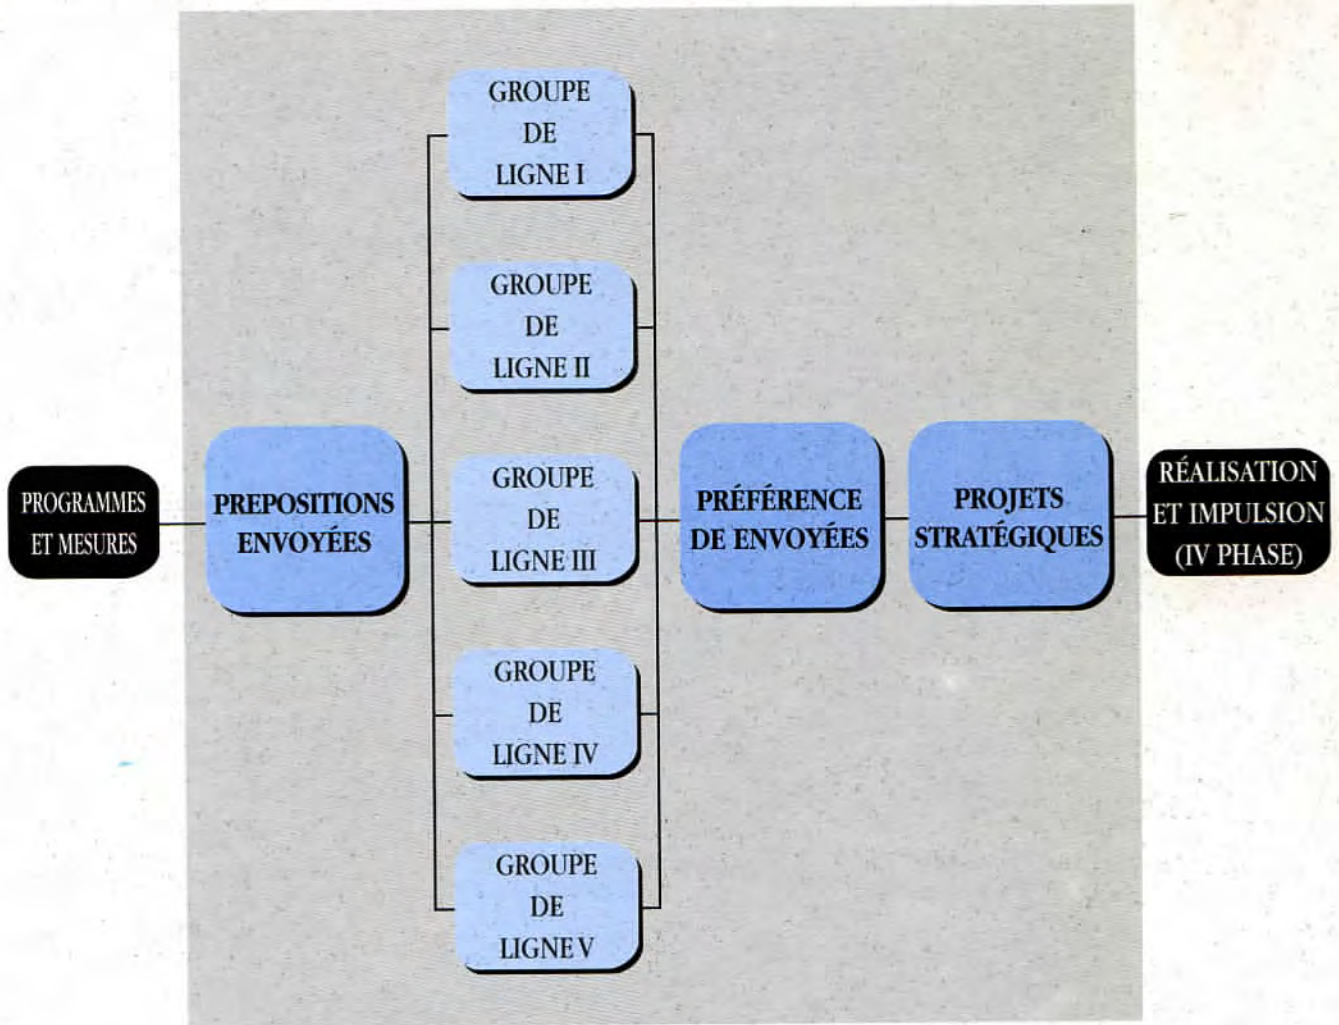 PROGRAMMES
ET MESURES
PREPOSITIONS
ENVOYÉES
GROUPE
DE
LIGNE I
GROUPE
DE
LIGNE II
GROUPE
DE
LIGNE III
GROUPE
DE
LIGNE IV
GROUPE
DE
LIGNE V
PRÉFÉRENCE
DE ENVOYÉES
PROJETS
STRATÉGIQUES
RÉALISATION
ET IMPULSION
(IV PHASE)